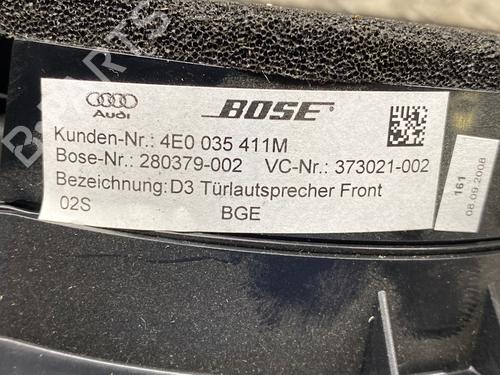 Audi BOSE
Kunden-Nr.: 4E0 035 411M
Bose-Nr.: 280379-002 VC-Nr.: 373021-002
Bezeichnung:D3 Türlautsprecher Front
02S BGE
161
08.09.2008